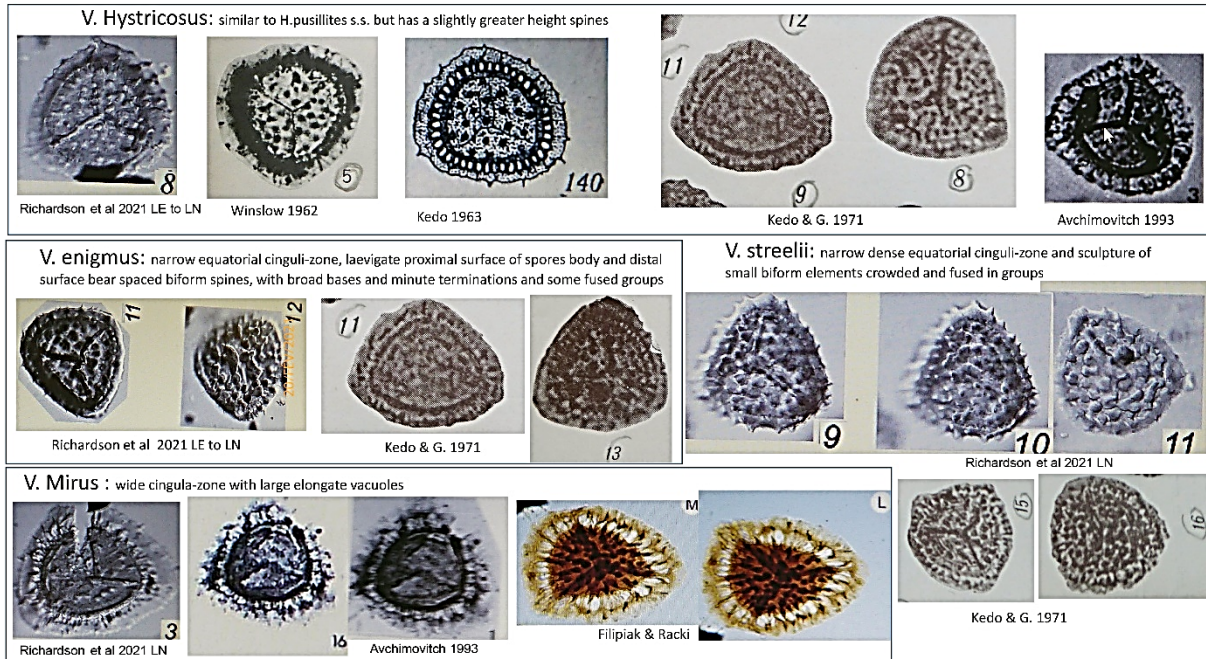 V. Hystricosus: similar to H.pusillites s.s. but has a slightly greater height spines
8
5
140
11
12
9
8
3
Richardson et al 2021 LE to LN
Winslow 1962
Kedo 1963
Kedo & G. 1971
Avchimovitch 1993
V. enigmus: narrow equatorial cinguli-zone, laevigate proximal surface of spores body and distal
surface bear spaced biform spines, with broad bases and minute terminations and some fused groups
11
12
11
13
Richardson et al 2021 LE to LN
Kedo & G. 1971
V. streelii: narrow dense equatorial cinguli-zone and sculpture of
small biform elements crowded and fused in groups
9
10
11
Richardson et al 2021 LN
15
16
Kedo & G. 1971
V. Mirus : wide cingula-zone with large elongate vacuoles
3
16
1
M
L
Richardson et al 2021 LN
Avchimovitch 1993
Filipiak & Racki